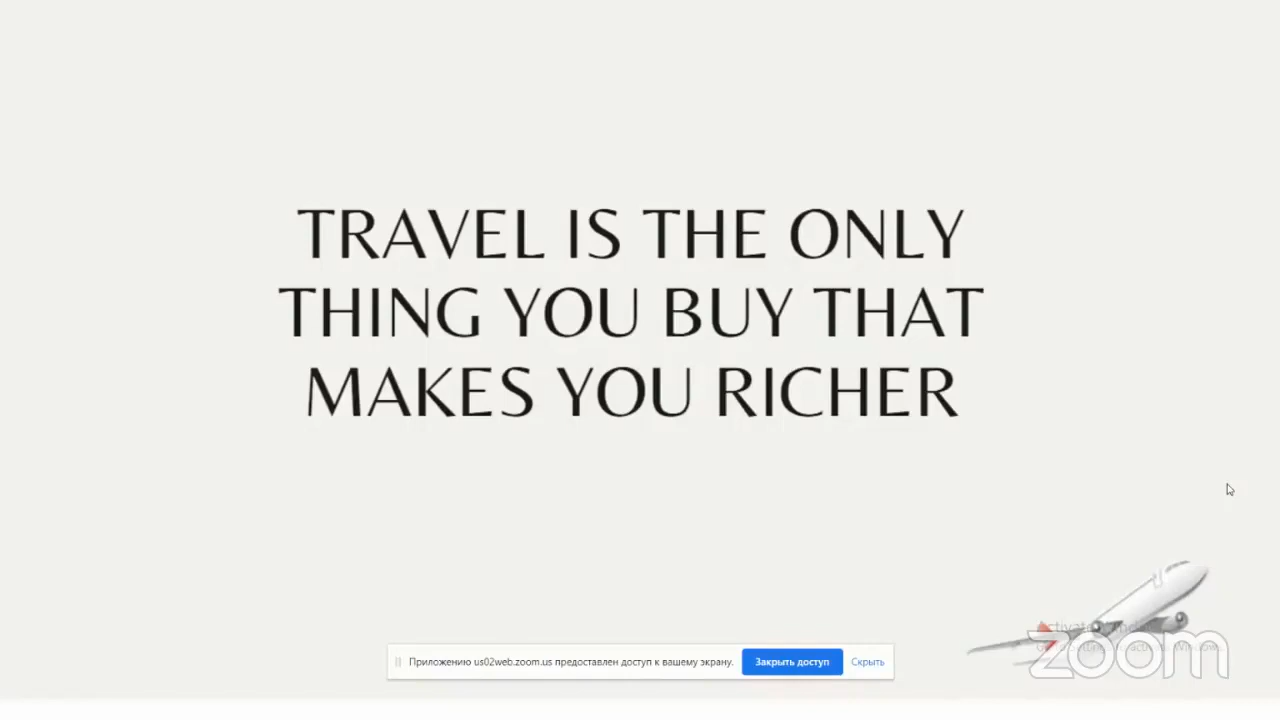 TRAVEL IS THE ONLY
THING YOU BUY THAT
MAKES YOU RICHER
Приложению us02web.zoom.us предоставлен доступ к вашему экрану. Закрыть доступ Скрыть
zoom